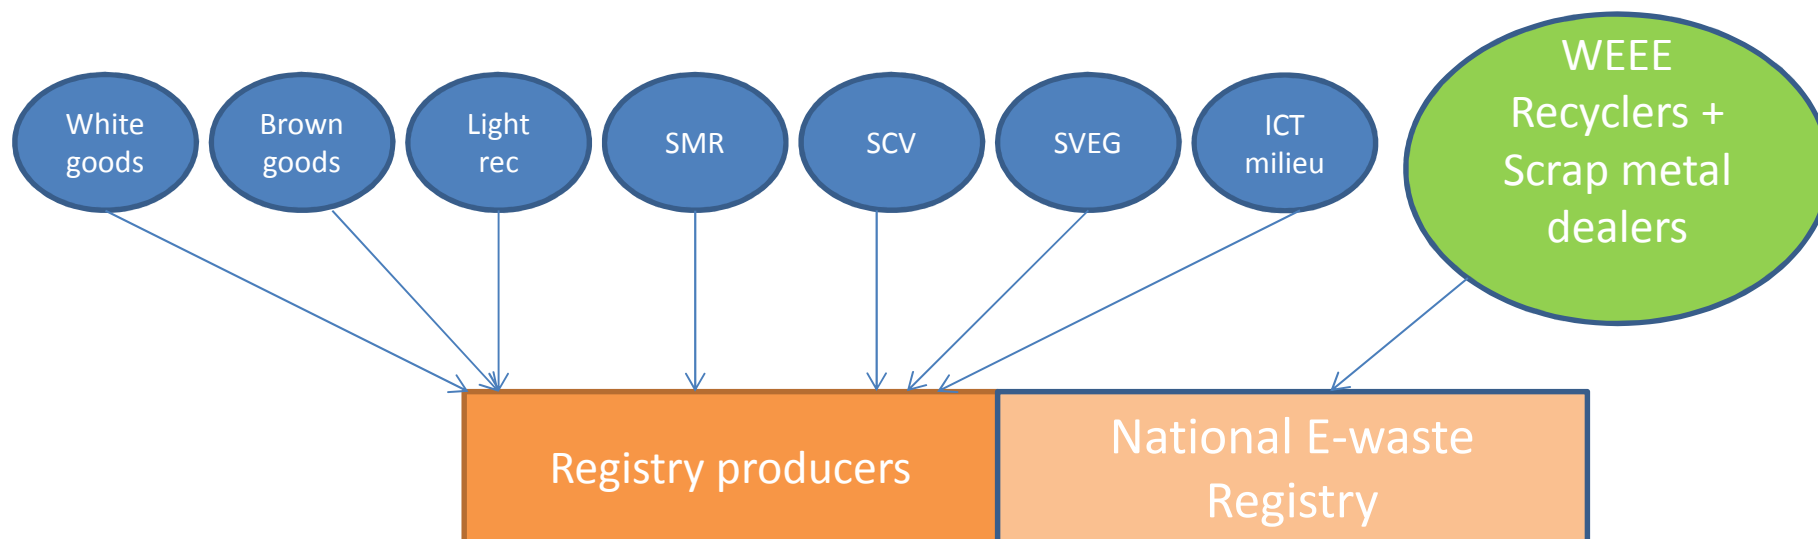 White
goods
Brown
goods
Light
rec
SMR
SCV
SVEG
ICT
milieu
WEEE
Recyclers +
Scrap metal
dealers
Registry producers
National E-waste
Registry